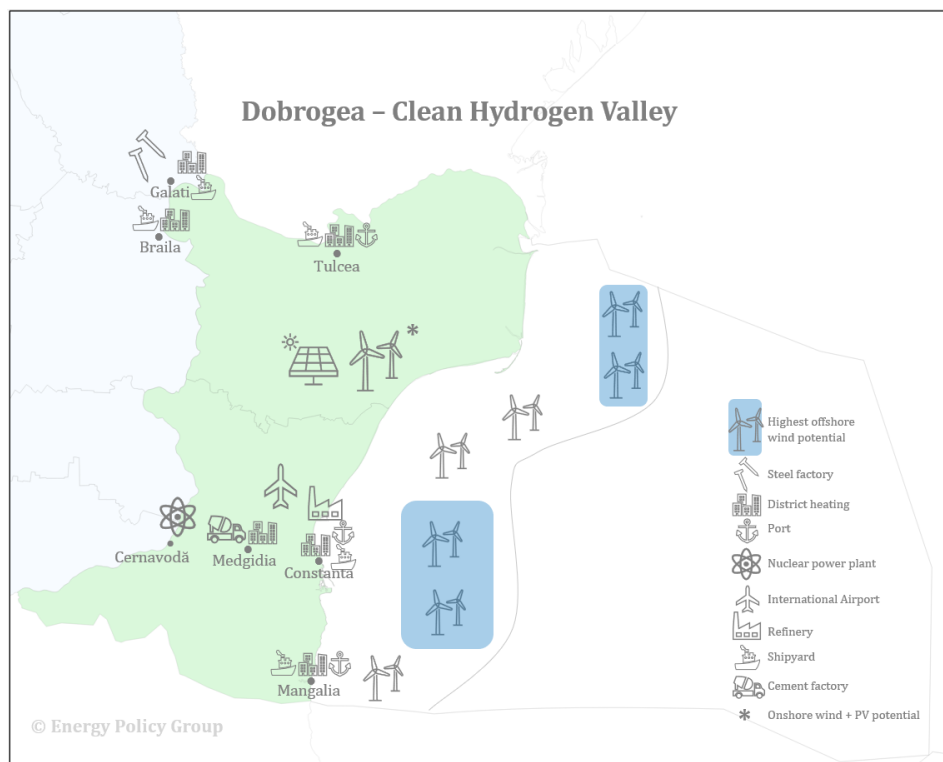 Dobrogea – Clean Hydrogen Valley
Galati
Braila
Tulcea
*
Cernavodă
Medgidia
Constanta
Mangalia
Highest offshore
wind potential
Steel factory
District heating
Port
Nuclear power plant
International Airport
Refinery
Shipyard
Cement factory
* Onshore wind + PV potential
© Energy Policy Group